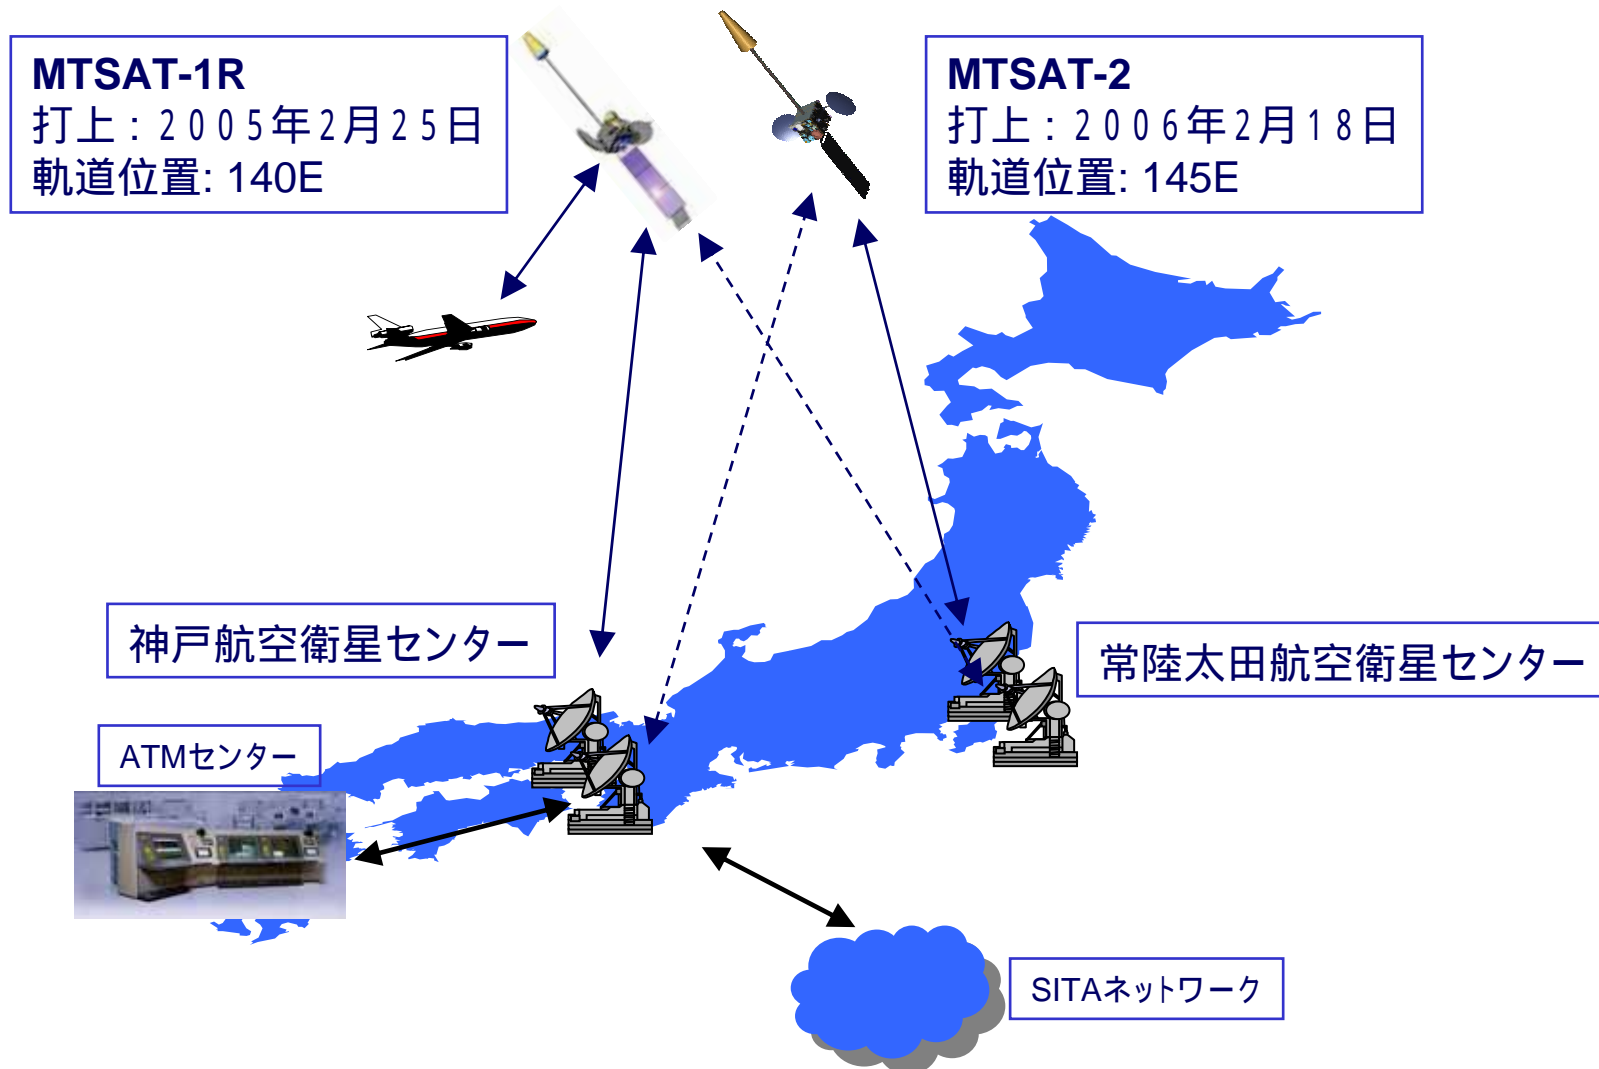 MTSAT-1R
打上：2005年2月25日
軌道位置: 140E
MTSAT-2
打上：2006年2月18日
軌道位置: 145E
神戸航空衛星センター
常陸太田航空衛星センター
ATMセンター
SITAネットワーク